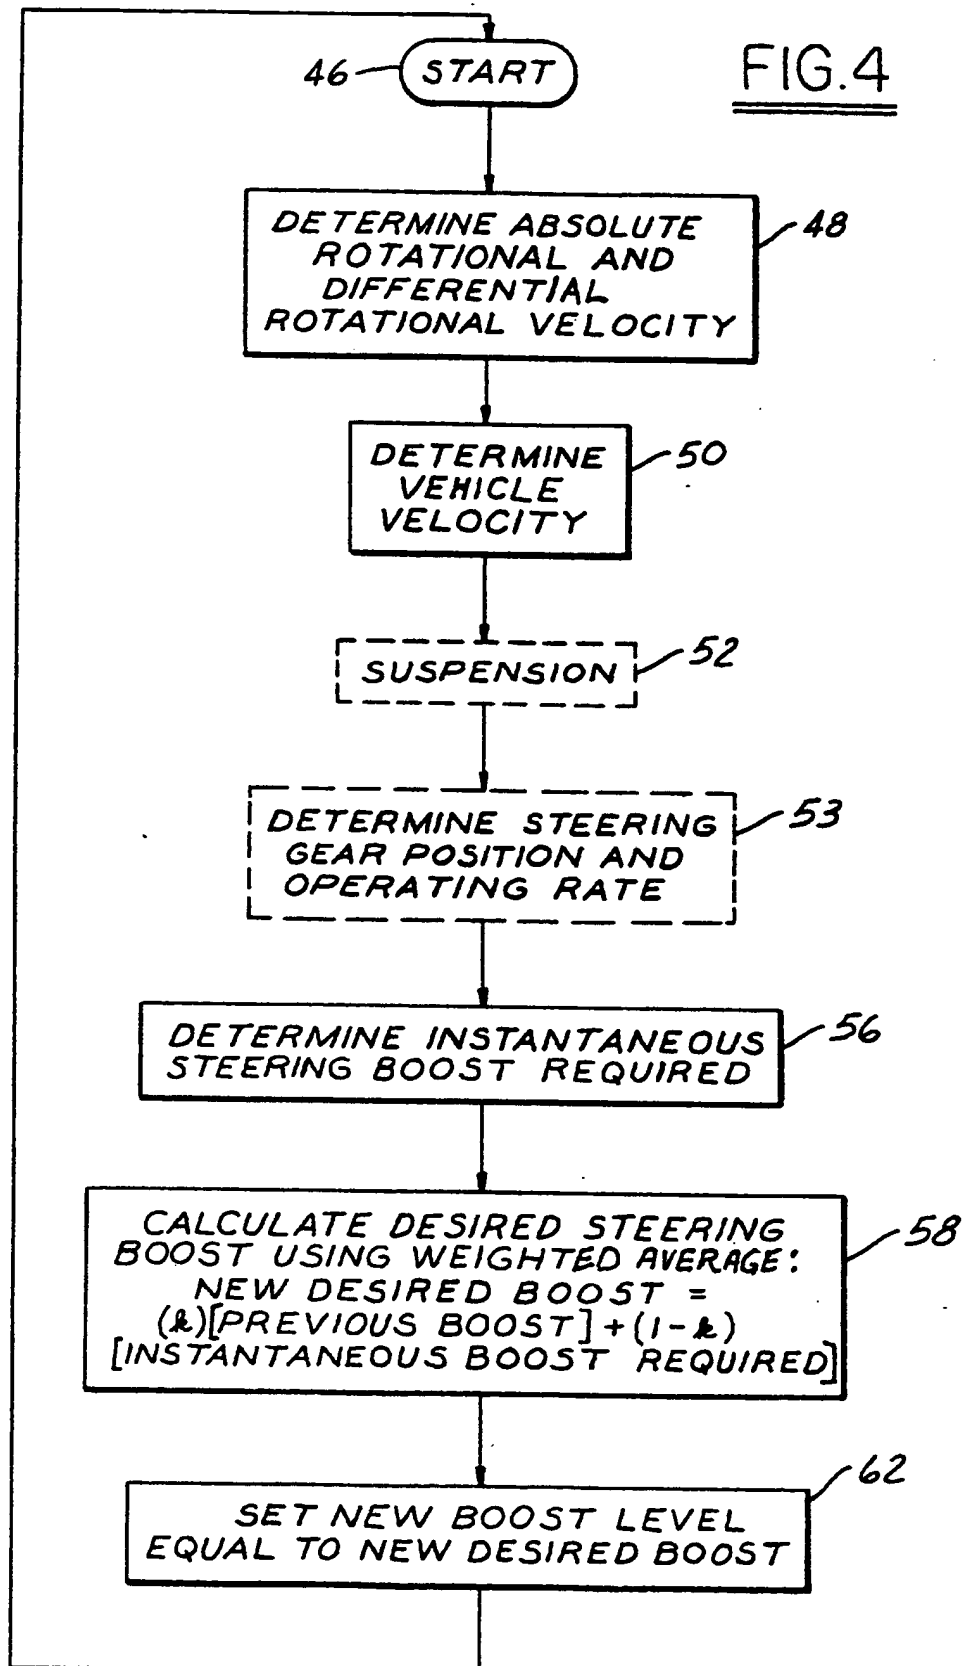 FIG.4
46
START
DETERMINE ABSOLUTE
ROTATIONAL AND
DIFFERENTIAL
ROTATIONAL VELOCITY
48
DETERMINE
VEHICLE
VELOCITY
50
SUSPENSION
52
DETERMINE STEERING
GEAR POSITION AND
OPERATING RATE
53
DETERMINE INSTANTANEOUS
STEERING BOOST REQUIRED
56
CALCULATE DESIRED STEERING
BOOST USING WEIGHTED AVERAGE:
NEW DESIRED BOOST =
(k)[PREVIOUS BOOST]+(1-k)
[INSTANTANEOUS BOOST REQUIRED]
58
SET NEW BOOST LEVEL
EQUAL TO NEW DESIRED BOOST
62